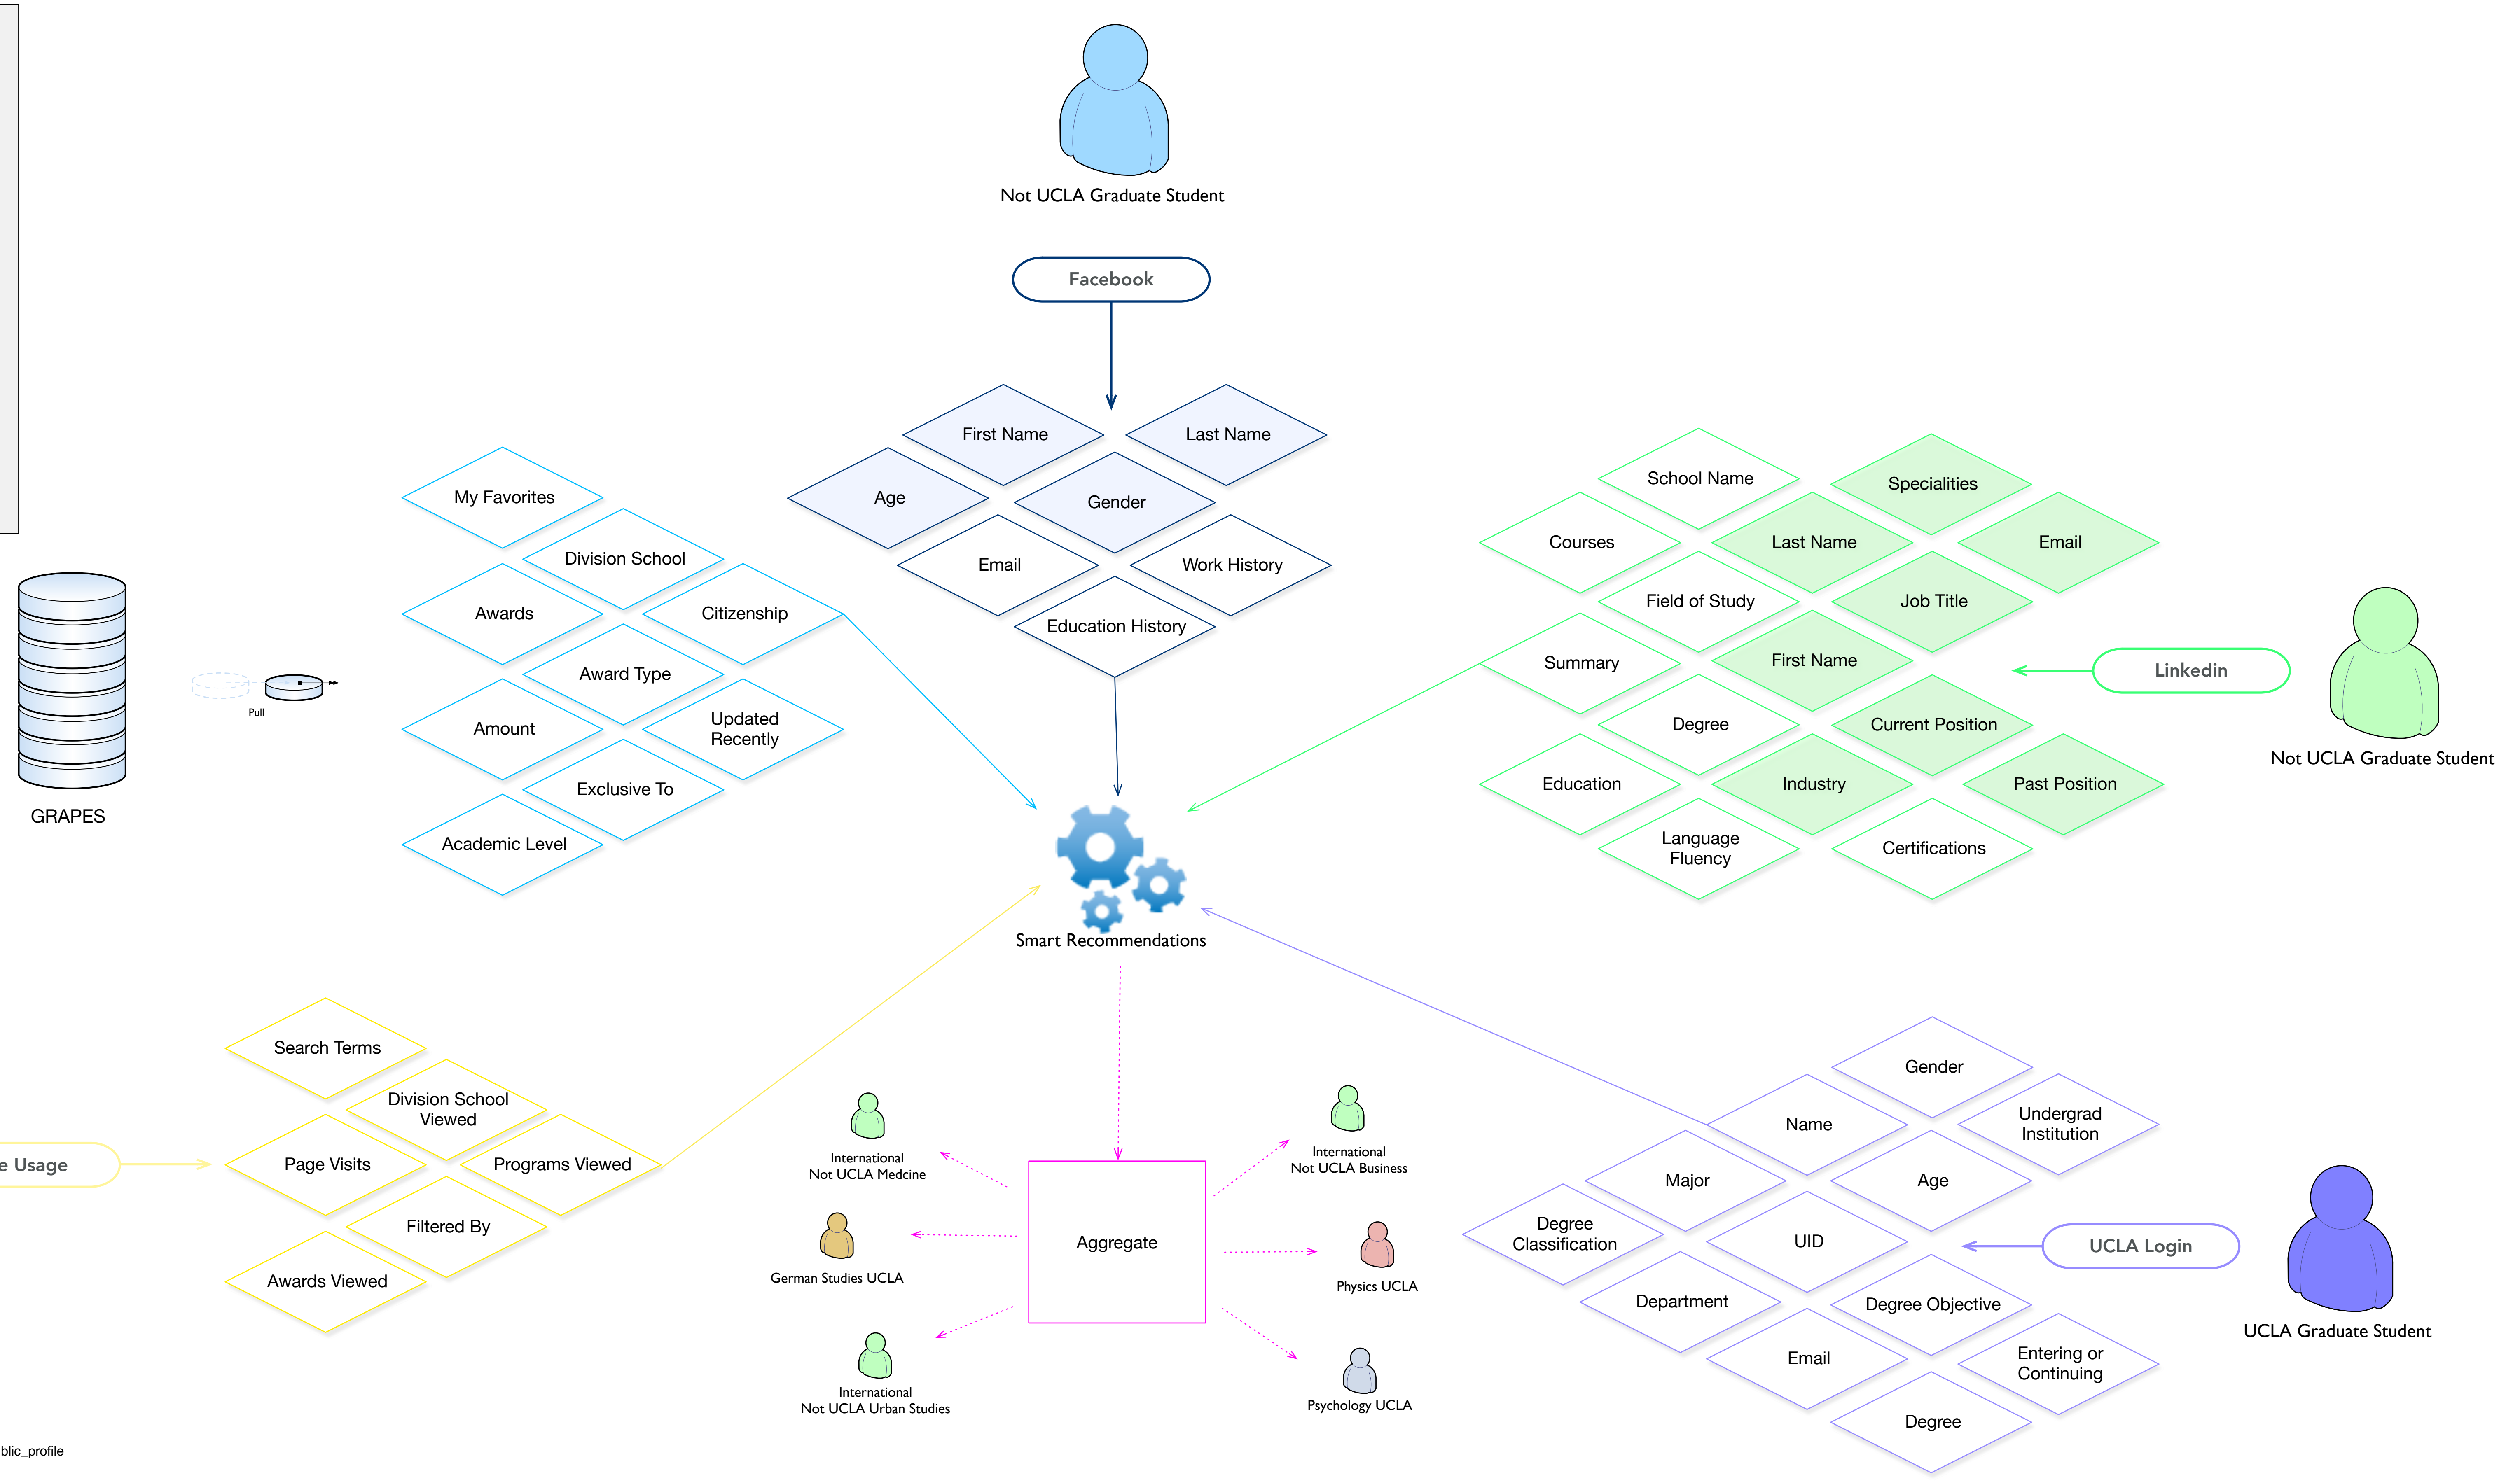 Not UCLA Graduate Student
Facebook
First Name
Last Name
Age
Gender
Email
Work History
Education History
My Favorites
Division School
Awards
Citizenship
Award Type
Amount
Updated
Recently
Exclusive To
Academic Level
GRAPES
Pull
School Name
Specialities
Courses
Last Name
Email
Field of Study
Job Title
Summary
First Name
Degree
Current Position
Education
Industry
Past Position
Language
Fluency
Certifications
Linkedin
Not UCLA Graduate Student
Smart Recommendations
Search Terms
Division School
Viewed
Page Visits
Programs Viewed
Filtered By
Awards Viewed
e Usage
International
Not UCLA Medcine
German Studies UCLA
International
Not UCLA Urban Studies
Aggregate
International
Not UCLA Business
Physics UCLA
Psychology UCLA
Gender
Name
Undergrad
Institution
Major
Age
Degree
Classification
UID
Department
Degree Objective
Email
Entering or
Continuing
Degree
UCLA Login
UCLA Graduate Student
blic_profile